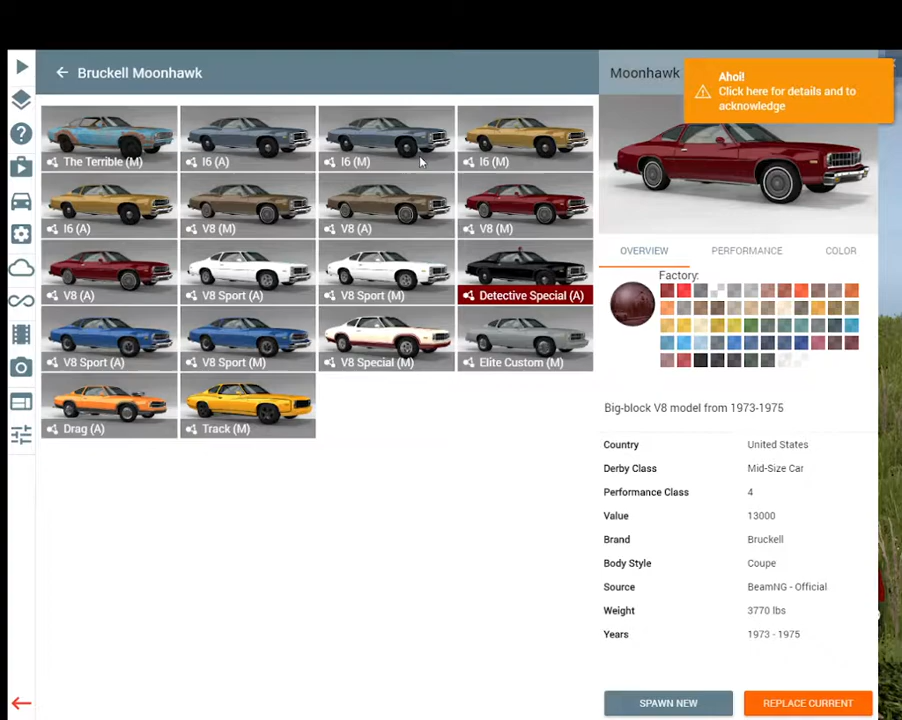 Bruckell Moonhawk
Moonhawk
Ahoi!
Click here for details and to
acknowledge
The Terrible (M)
I6 (A)
I6 (M)
I6 (M)
I6 (A)
V8 (M)
V8 (A)
V8 (M)
V8 (A)
V8 Sport (A)
V8 Sport (M)
Detective Special (A)
V8 Sport (A)
V8 Sport (M)
V8 Special (M)
Elite Custom (M)
Drag (A)
Track (M)
OVERVIEW
PERFORMANCE
COLOR
Factory:
Big-block V8 model from 1973-1975
Country United States
Derby Class Mid-Size Car
Performance Class 4
Value 13000
Brand Bruckell
Body Style Coupe
Source BeamNG - Official
Weight 3770 lbs
Years 1973 - 1975
SPAWN NEW
REPLACE CURRENT